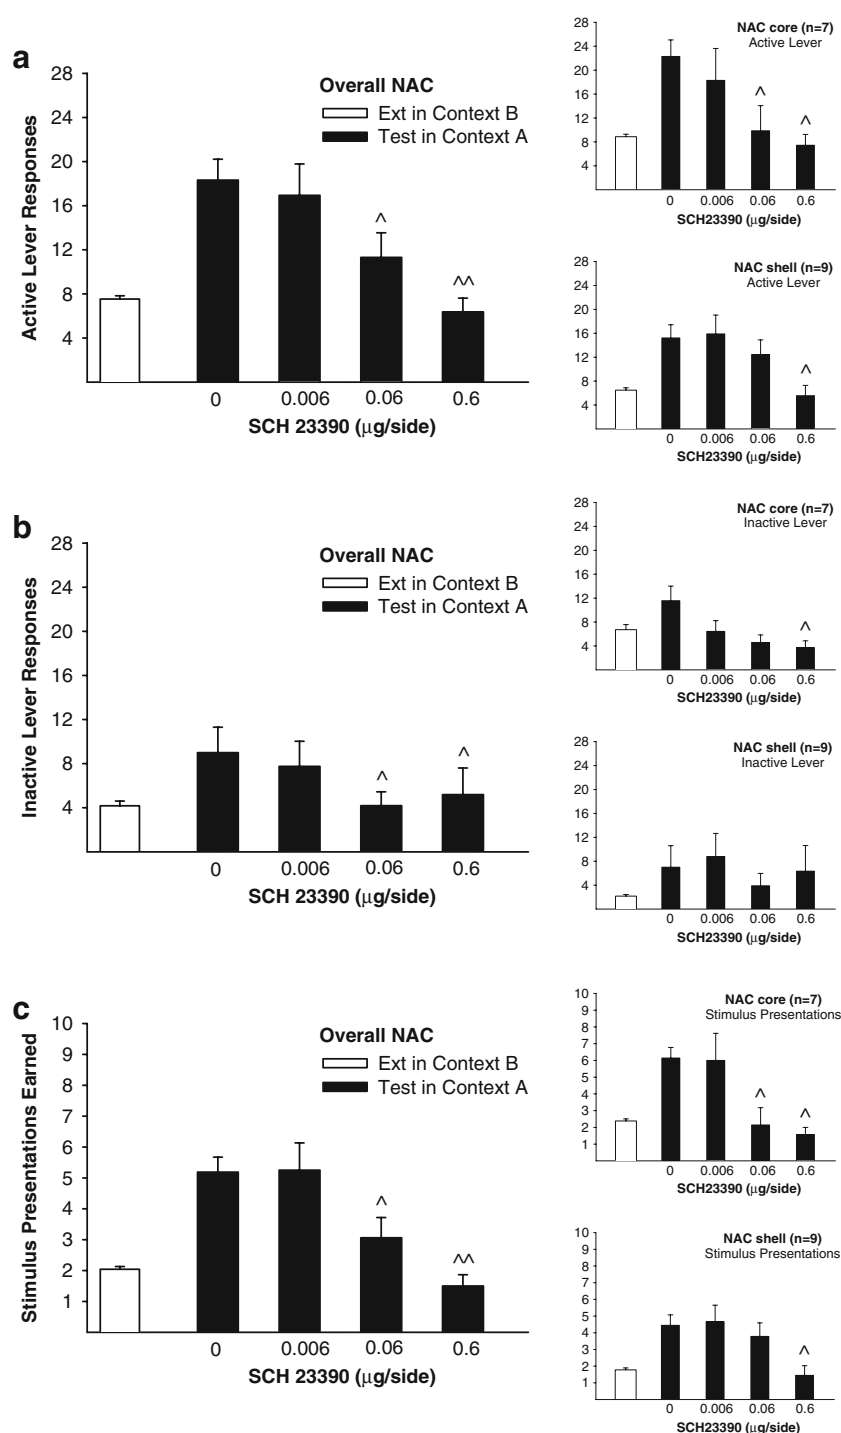 a
Overall NAC
Ext in Context B
Test in Context A
Active Lever Responses
28
24
20
16
12
8
4
^
^^
0 0.006 0.06 0.6
SCH 23390 (µg/side)
NAC core (n=7)
Active Lever
28
24
20
16
12
8
4
^
^
0 0.006 0.06 0.6
SCH23390 (µg/side)
NAC shell (n=9)
Active Lever
28
24
20
16
12
8
4
^
0 0.006 0.06 0.6
SCH23390 (µg/side)
b
Overall NAC
Ext in Context B
Test in Context A
Inactive Lever Responses
28
24
20
16
12
8
4
^
^
0 0.006 0.06 0.6
SCH 23390 (µg/side)
NAC core (n=7)
Inactive Lever
28
24
20
16
12
8
4
^
0 0.006 0.06 0.6
SCH23390 (µg/side)
NAC shell (n=9)
Inactive Lever
28
24
20
16
12
8
4
0 0.006 0.06 0.6
SCH23390 (µg/side)
c
Overall NAC
Ext in Context B
Test in Context A
Stimulus Presentations Earned
10
9
8
7
6
5
4
3
2
1
^
^^
0 0.006 0.06 0.6
SCH 23390 (µg/side)
NAC core (n=7)
Stimulus Presentations
10
9
8
7
6
5
4
3
2
1
^
^
0 0.006 0.06 0.6
SCH23390 (µg/side)
NAC shell (n=9)
Stimulus Presentations
10
9
8
7
6
5
4
3
2
1
^
0 0.006 0.06 0.6
SCH23390 (µg/side)